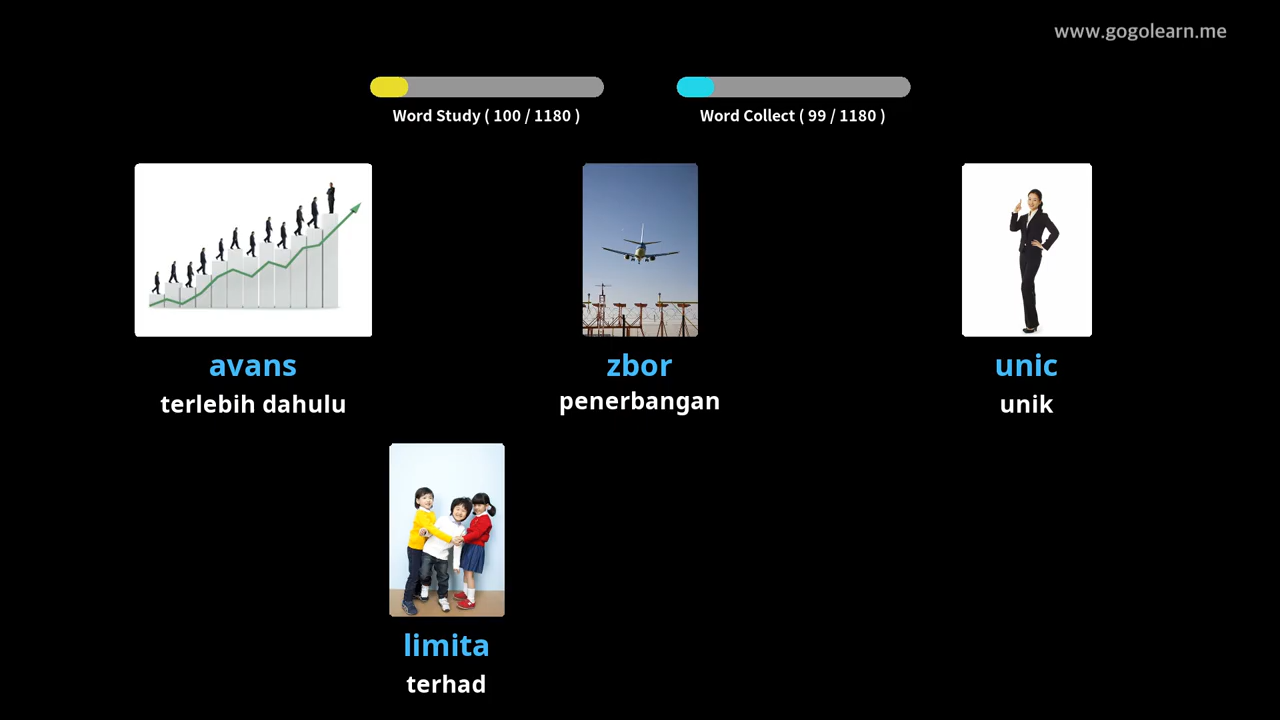 www.gogolearn.me
Word Study ( 100 / 1180 )
Word Collect ( 99 / 1180 )
avans
terlebih dahulu
zbor
penerbangan
unic
unik
limita
terhad